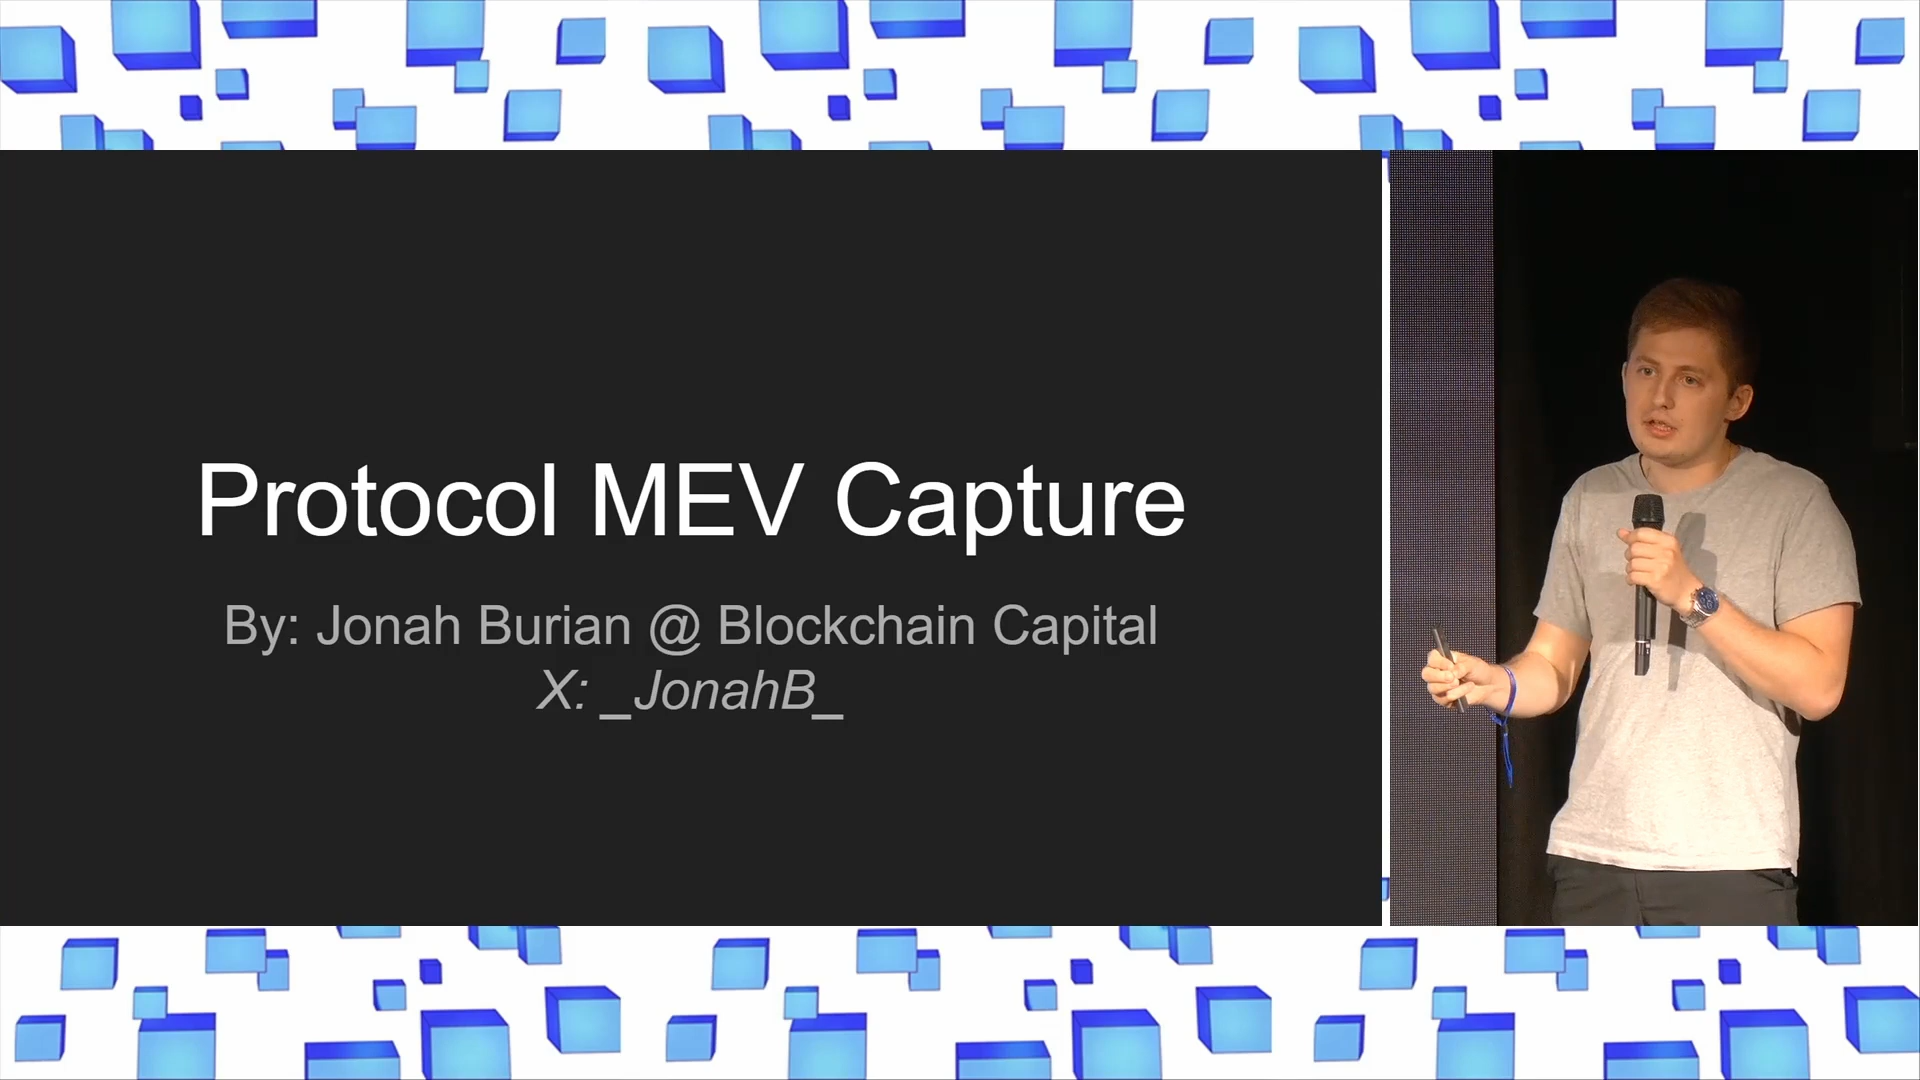 Protocol MEV Capture
By: Jonah Burian @ Blockchain Capital
X: _JonahB_